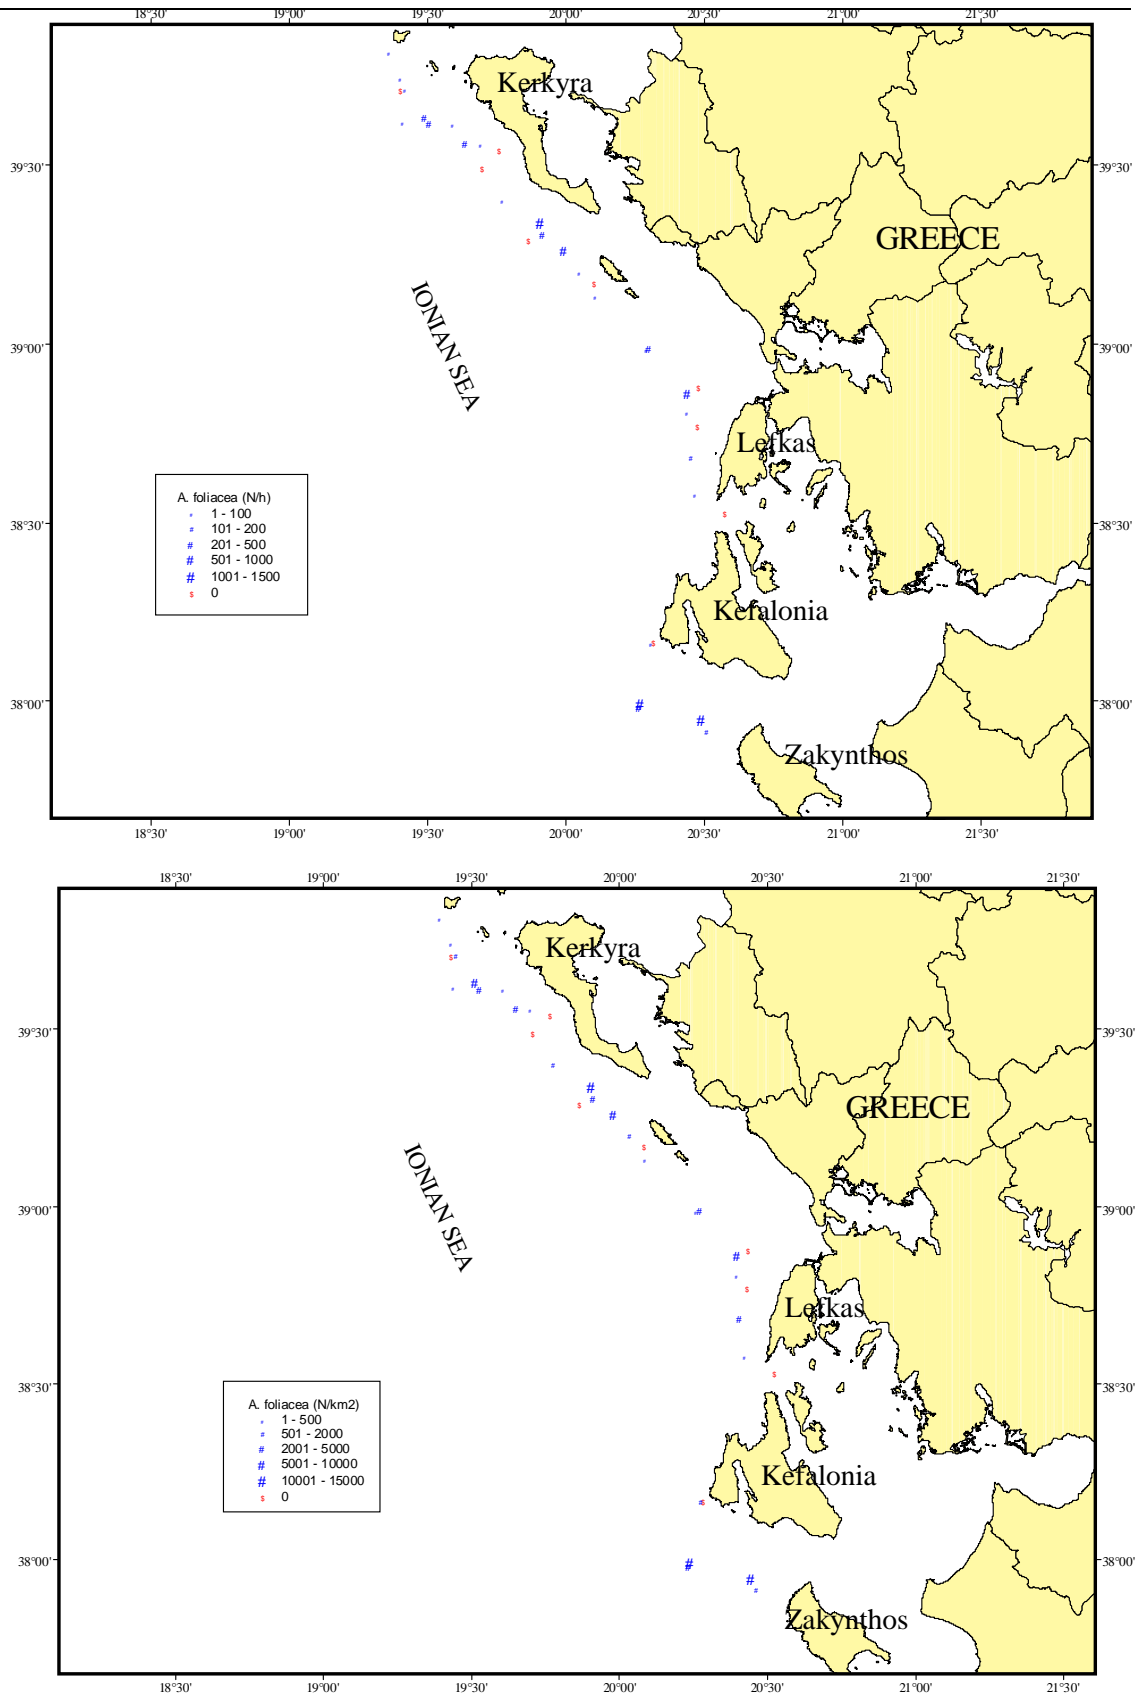 18°30' 19°00' 19°30' 20°00' 20°30' 21°00' 21°30'
Kerkyra
39°30' 39°30'
GREECE
IONIAN SEA
39°00' 39°00'
Lefkas
A. foliacea (N/h)
# 1 - 100
# 101 - 200
# 201 - 500
# 501 - 1000
# 1001 - 1500
$ 0
38°30' 38°30'
Kefalonia
38°00' 38°00'
Zakynthos
18°30' 19°00' 19°30' 20°00' 20°30' 21°00' 21°30'
18°30' 19°00' 19°30' 20°00' 20°30' 21°00' 21°30'
Kerkyra
39°30' 39°30'
GREECE
IONIAN SEA
39°00' 39°00'
Lefkas
38°30' 38°30'
A. foliacea (N/km2)
# 1 - 500
# 501 - 2000
# 2001 - 5000
# 5001 - 10000
# 10001 - 15000
$ 0
Kefalonia
38°00' 38°00'
Zakynthos
18°30' 19°00' 19°30' 20°00' 20°30' 21°00' 21°30'